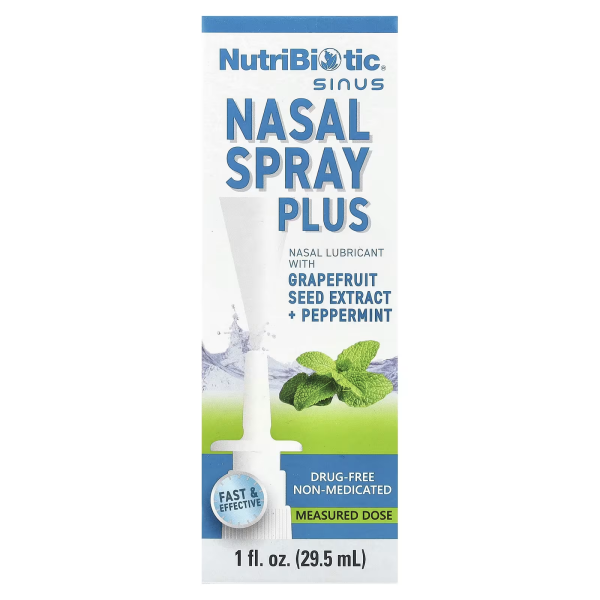 NutriBiotic®
sinus
NASAL
SPRAY
PLUS
NASAL LUBRICANT
WITH
GRAPEFRUIT
SEED EXTRACT
+ PEPPERMINT
DRUG-FREE
NON-MEDICATED
FAST &
EFFECTIVE
MEASURED DOSE
1 fl. oz. (29.5 mL)